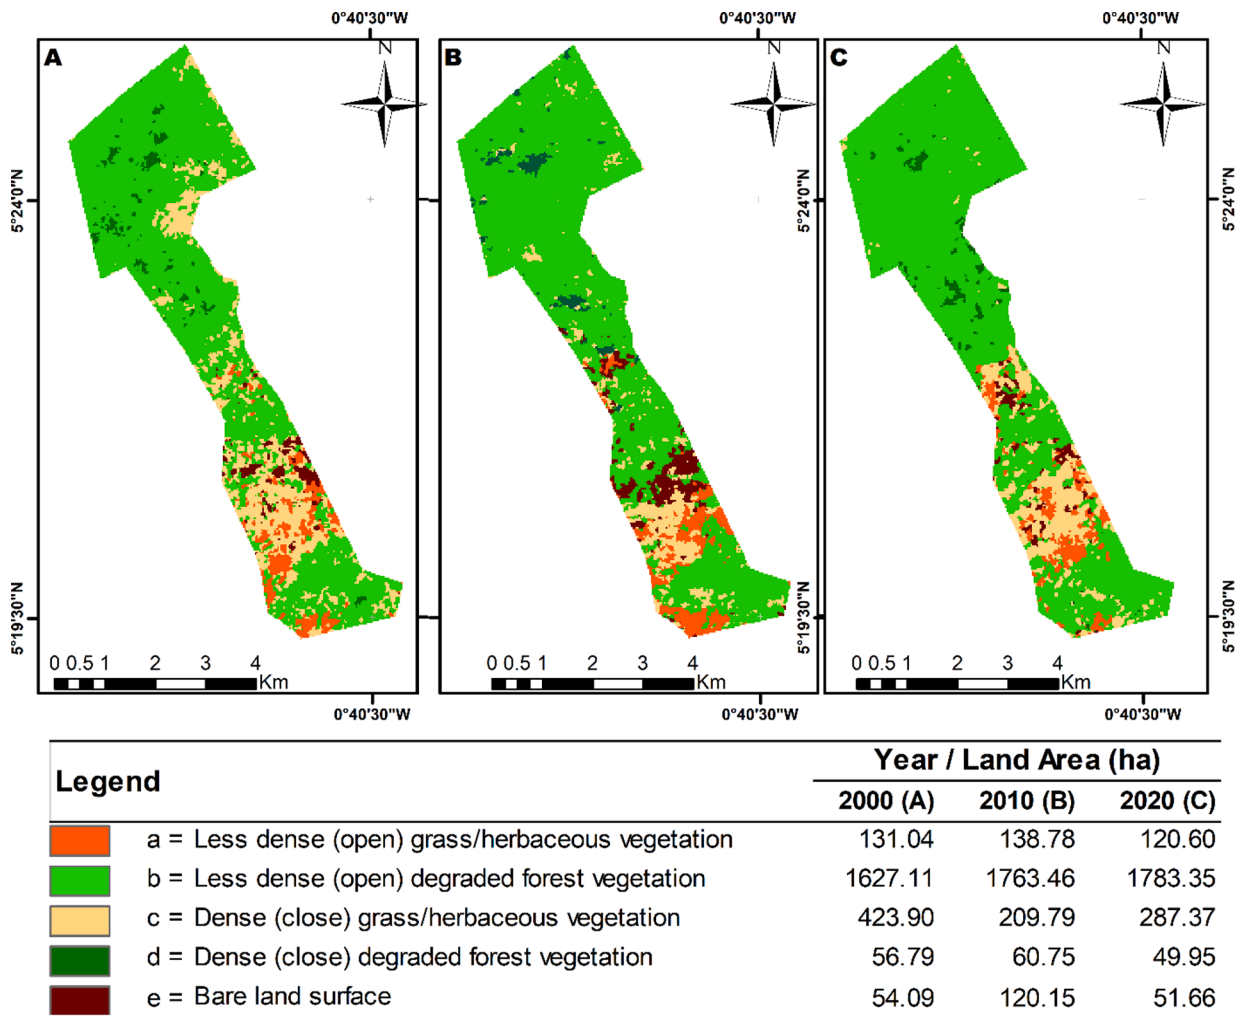 0°40'30"W 0°40'30"W 0°40'30"W
A N B N C N
5°24'0"N 5°24'0"N
5°19'30"N 5°19'30"N
0 0.5 1 2 3 4 Km 0 0.5 1 2 3 4 Km 0 0.5 1 2 3 4 Km
0°40'30"W 0°40'30"W 0°40'30"W
Legend Year / Land Area (ha)
2000 (A) 2010 (B) 2020 (C)
a = Less dense (open) grass/herbaceous vegetation 131.04 138.78 120.60
b = Less dense (open) degraded forest vegetation 1627.11 1763.46 1783.35
c = Dense (close) grass/herbaceous vegetation 423.90 209.79 287.37
d = Dense (close) degraded forest vegetation 56.79 60.75 49.95
e = Bare land surface 54.09 120.15 51.66